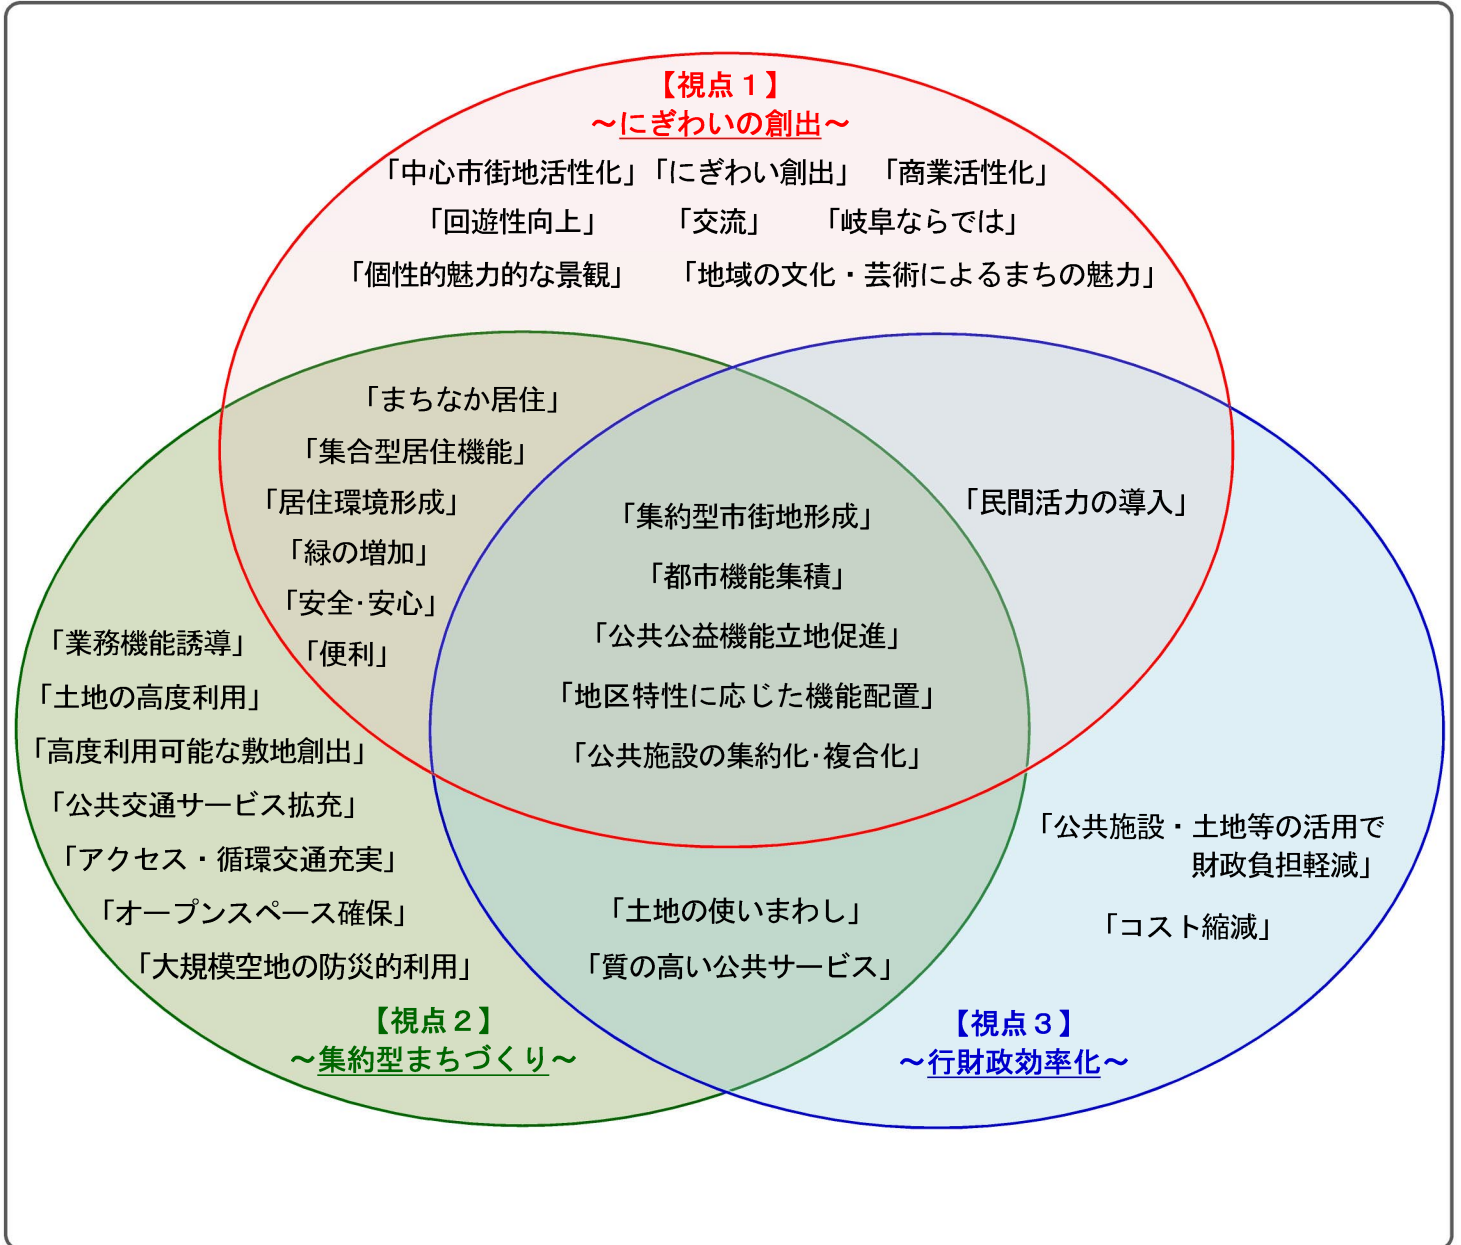 【視点１】
～にぎわいの創出～
「中心市街地活性化」「にぎわい創出」 「商業活性化」
「回遊性向上」 「交流」 「岐阜ならでは」
「個性的魅力的な景観」 「地域の文化・芸術によるまちの魅力」
「まちなか居住」
「集合型居住機能」
「居住環境形成」
「緑の増加」
「安全･安心」
「便利」
「民間活力の導入」
「集約型市街地形成」
「都市機能集積」
「公共公益機能立地促進」
「地区特性に応じた機能配置」
「公共施設の集約化･複合化」
「業務機能誘導」
「土地の高度利用」
「高度利用可能な敷地創出」
「公共交通サービス拡充」
「アクセス・循環交通充実」
「オープンスペース確保」
「大規模空地の防災的利用」
【視点２】
～集約型まちづくり～
「土地の使いまわし」
「質の高い公共サービス」
「公共施設・土地等の活用で
財政負担軽減」
「コスト縮減」
【視点３】
～行財政効率化～